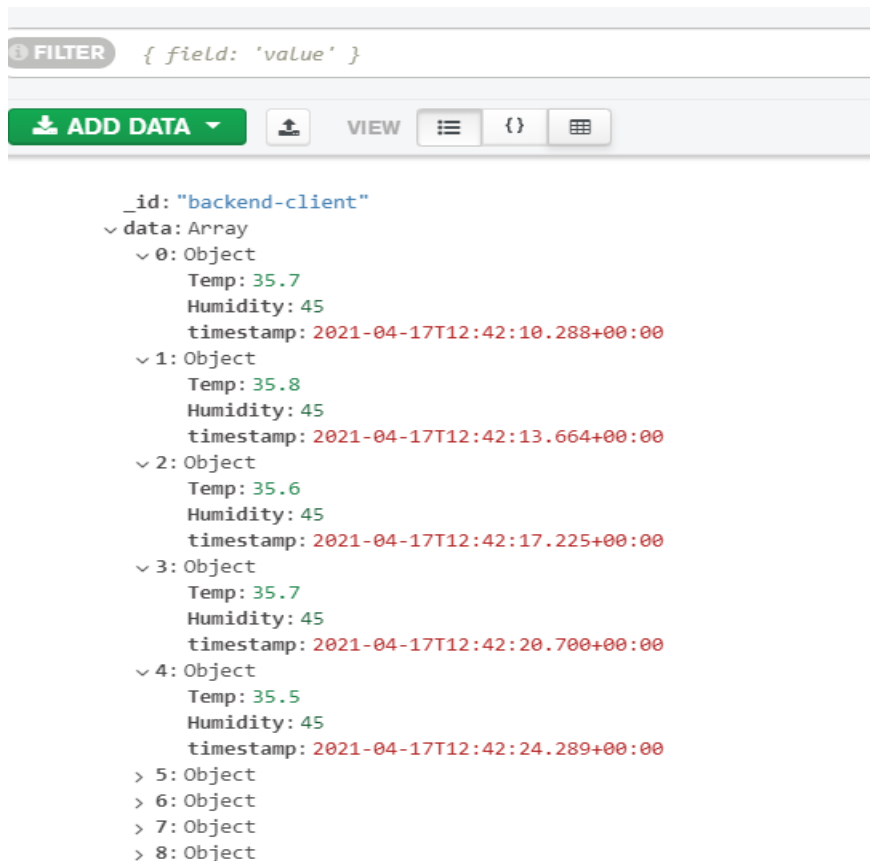 FILTER { field: 'value' }
ADD DATA VIEW {}
_id: "backend-client"
data: Array
0: Object
Temp: 35.7
Humidity: 45
timestamp: 2021-04-17T12:42:10.288+00:00
1: Object
Temp: 35.8
Humidity: 45
timestamp: 2021-04-17T12:42:13.664+00:00
2: Object
Temp: 35.6
Humidity: 45
timestamp: 2021-04-17T12:42:17.225+00:00
3: Object
Temp: 35.7
Humidity: 45
timestamp: 2021-04-17T12:42:20.700+00:00
4: Object
Temp: 35.5
Humidity: 45
timestamp: 2021-04-17T12:42:24.289+00:00
5: Object
6: Object
7: Object
8: Object